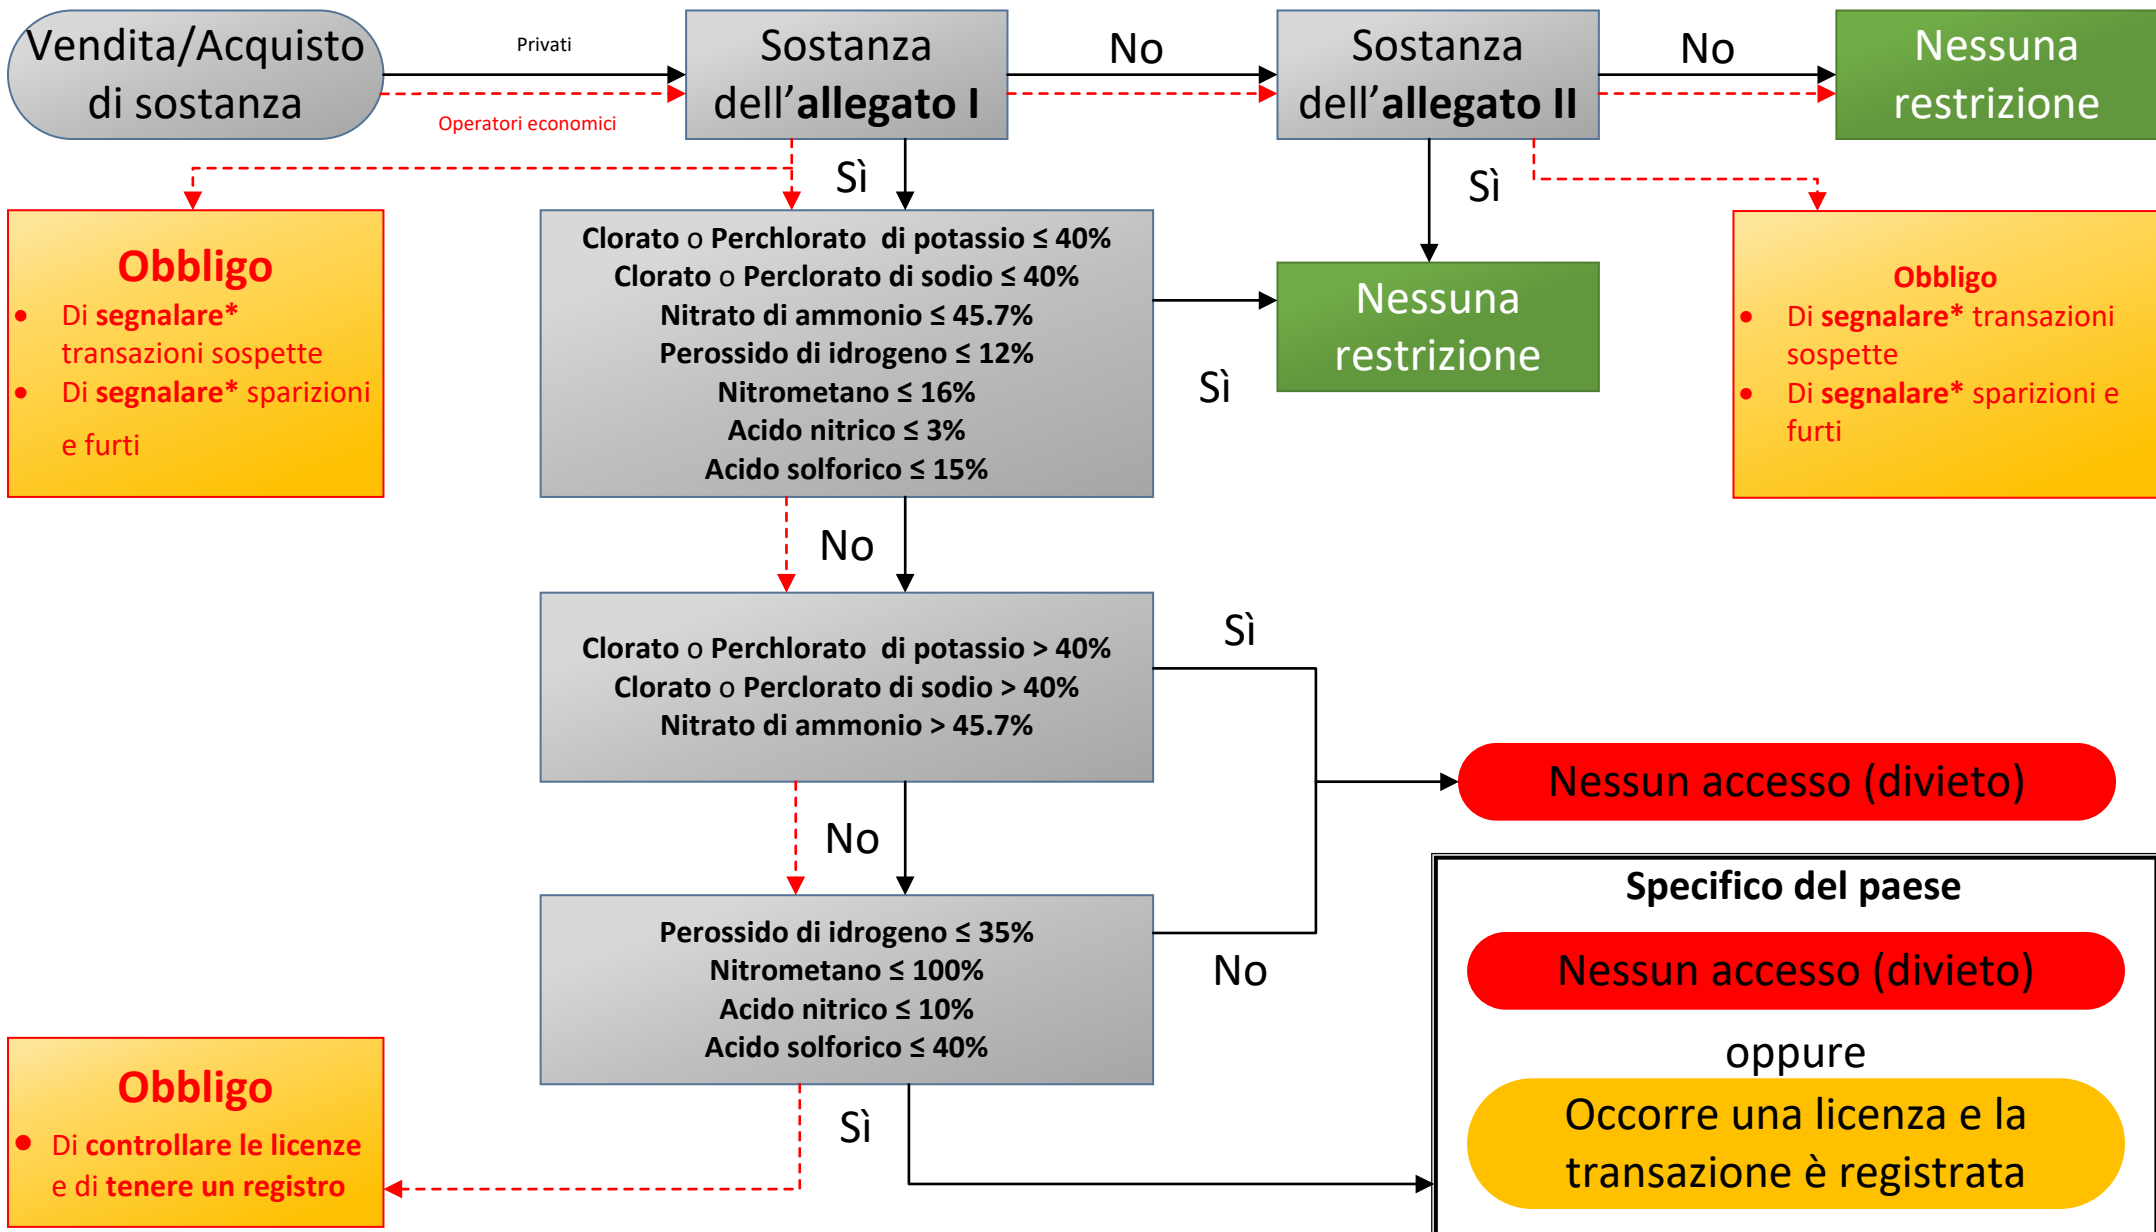 Vendita/Acquisto
di sostanza
Privati
Operatori economici
Sostanza
dell'allegato I
No
Sostanza
dell'allegato II
No
Nessuna
restrizione
Sì
Sì
Obbligo
• Di segnalare*
transazioni sospette
• Di segnalare* sparizioni
e furti
Clorato o Perchlorato di potassio ≤ 40%
Clorato o Perclorato di sodio ≤ 40%
Nitrato di ammonio ≤ 45.7%
Perossido di idrogeno ≤ 12%
Nitrometano ≤ 16%
Acido nitrico ≤ 3%
Acido solforico ≤ 15%
Sì
Nessuna
restrizione
Obbligo
• Di segnalare* transazioni
sospette
• Di segnalare* sparizioni e
furti
No
Clorato o Perchlorato di potassio > 40%
Clorato o Perclorato di sodio > 40%
Nitrato di ammonio > 45.7%
Sì
Nessun accesso (divieto)
No
Perossido di idrogeno ≤ 35%
Nitrometano ≤ 100%
Acido nitrico ≤ 10%
Acido solforico ≤ 40%
No
Sì
Obbligo
• Di controllare le licenze
e di tenere un registro
Specifico del paese
Nessun accesso (divieto)
oppure
Occorre una licenza e la
transazione è registrata